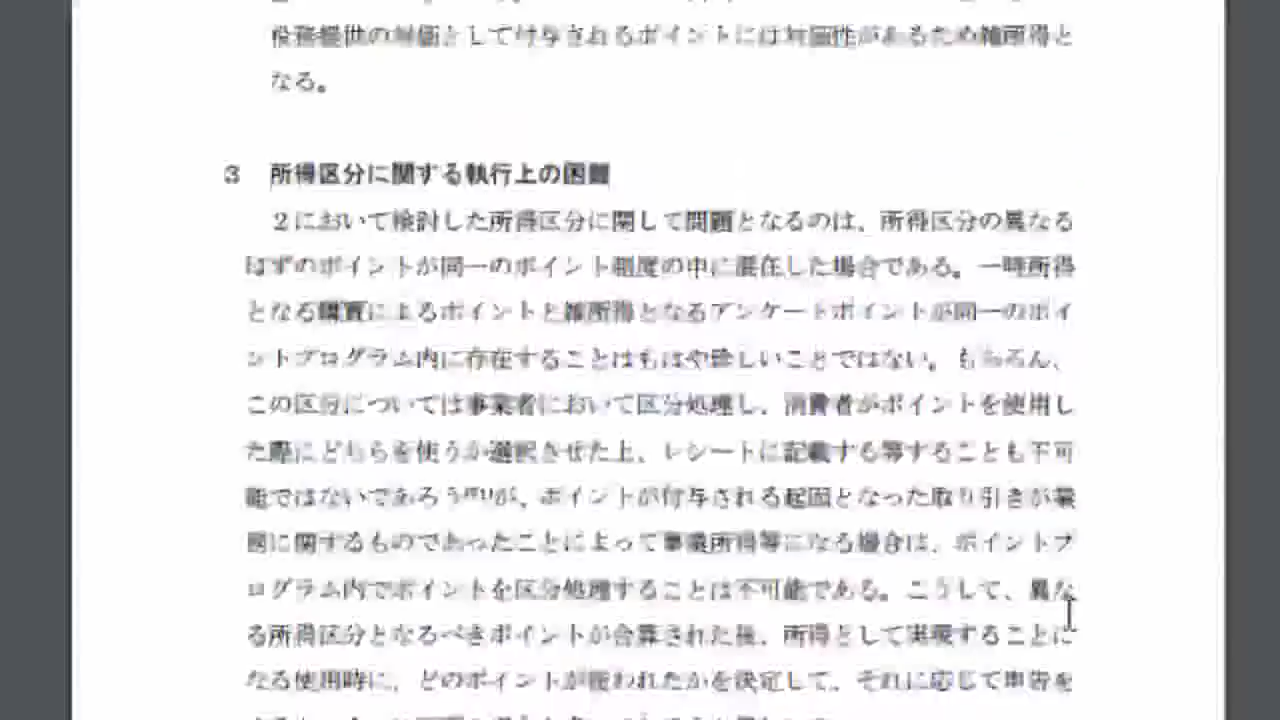 役務提供の対価として付与されるポイントには対価性があるため雑所得と
なる。
3 所得区分に関する執行上の困難
2において検討した所得区分に関して問題となるのは、所得区分の異なる
はずのポイントが同一のポイント制度の中に混在した場合である。一時所得
となる購買によるポイントと雑所得となるアンケートポイントが同一のポイ
ントプログラム内に存在することはもはや珍しいことではない。もちろん、
この区分については事業者において区分処理し、消費者がポイントを使用し
た際にどちらを使うか選択させた上、レシートに記載する等することも不可
能ではないであろうが、ポイントが付与される起因となった取り引きが業
務に関するものであったことによって事業所得等になる場合は、ポイントプ
ログラム内でポイントを区分処理することは不可能である。こうして、異な
る所得区分となるべきポイントが合算された後、所得として実現することに
なる使用時に、どのポイントが使われたかを決定して、それに応じて申告を